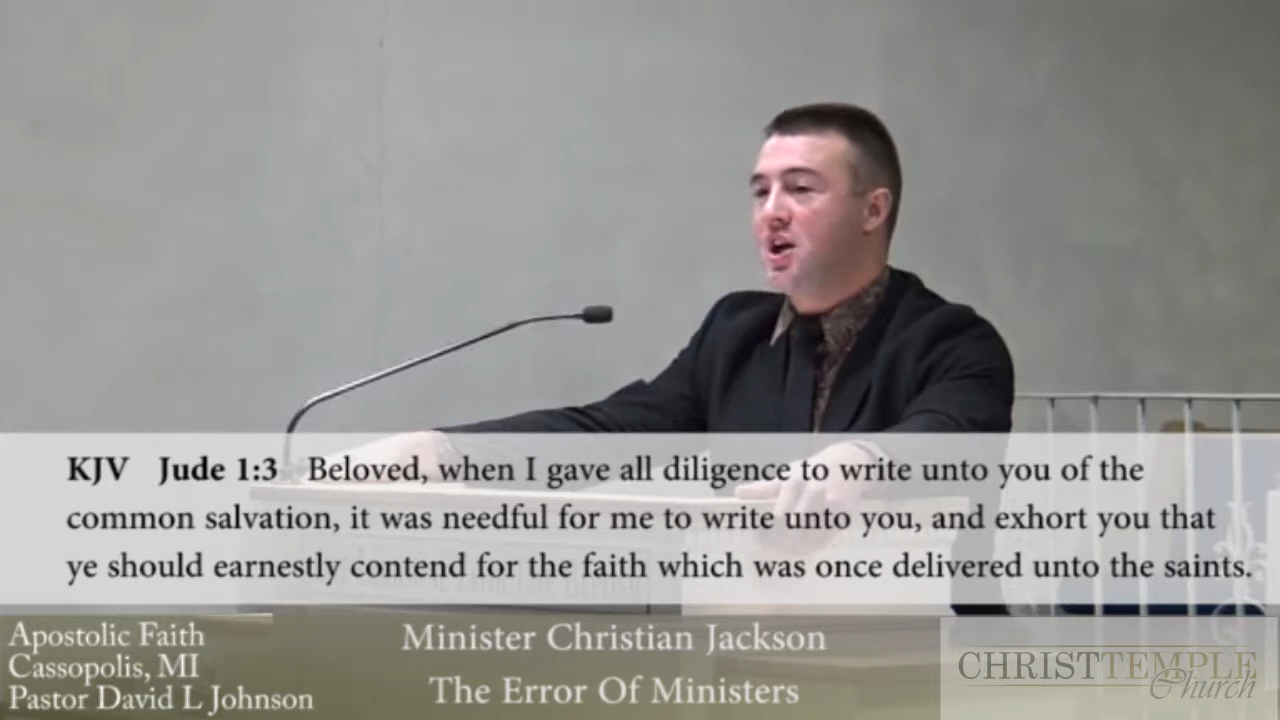 KJV Jude 1:3 Beloved, when I gave all diligence to write unto you of the
common salvation, it was needful for me to write unto you, and exhort you that
ye should earnestly contend for the faith which was once delivered unto the saints.
Apostolic Faith
Cassopolis, MI
Pastor David L Johnson
Minister Christian Jackson
The Error Of Ministers
CHRISTTEMPLE
Church